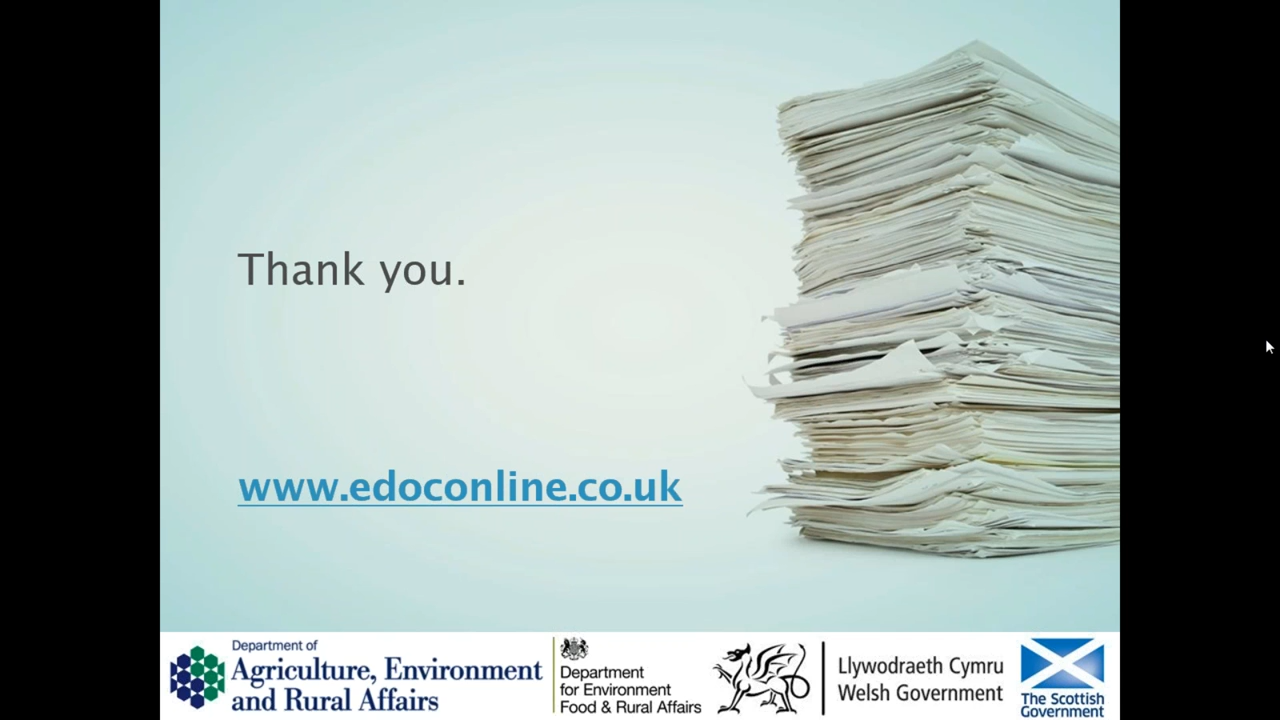 Thank you.
www.edoconline.co.uk
Department of
Agriculture, Environment
and Rural Affairs
Department
for Environment
Food & Rural Affairs
Llywodraeth Cymru
Welsh Government
The Scottish
Government